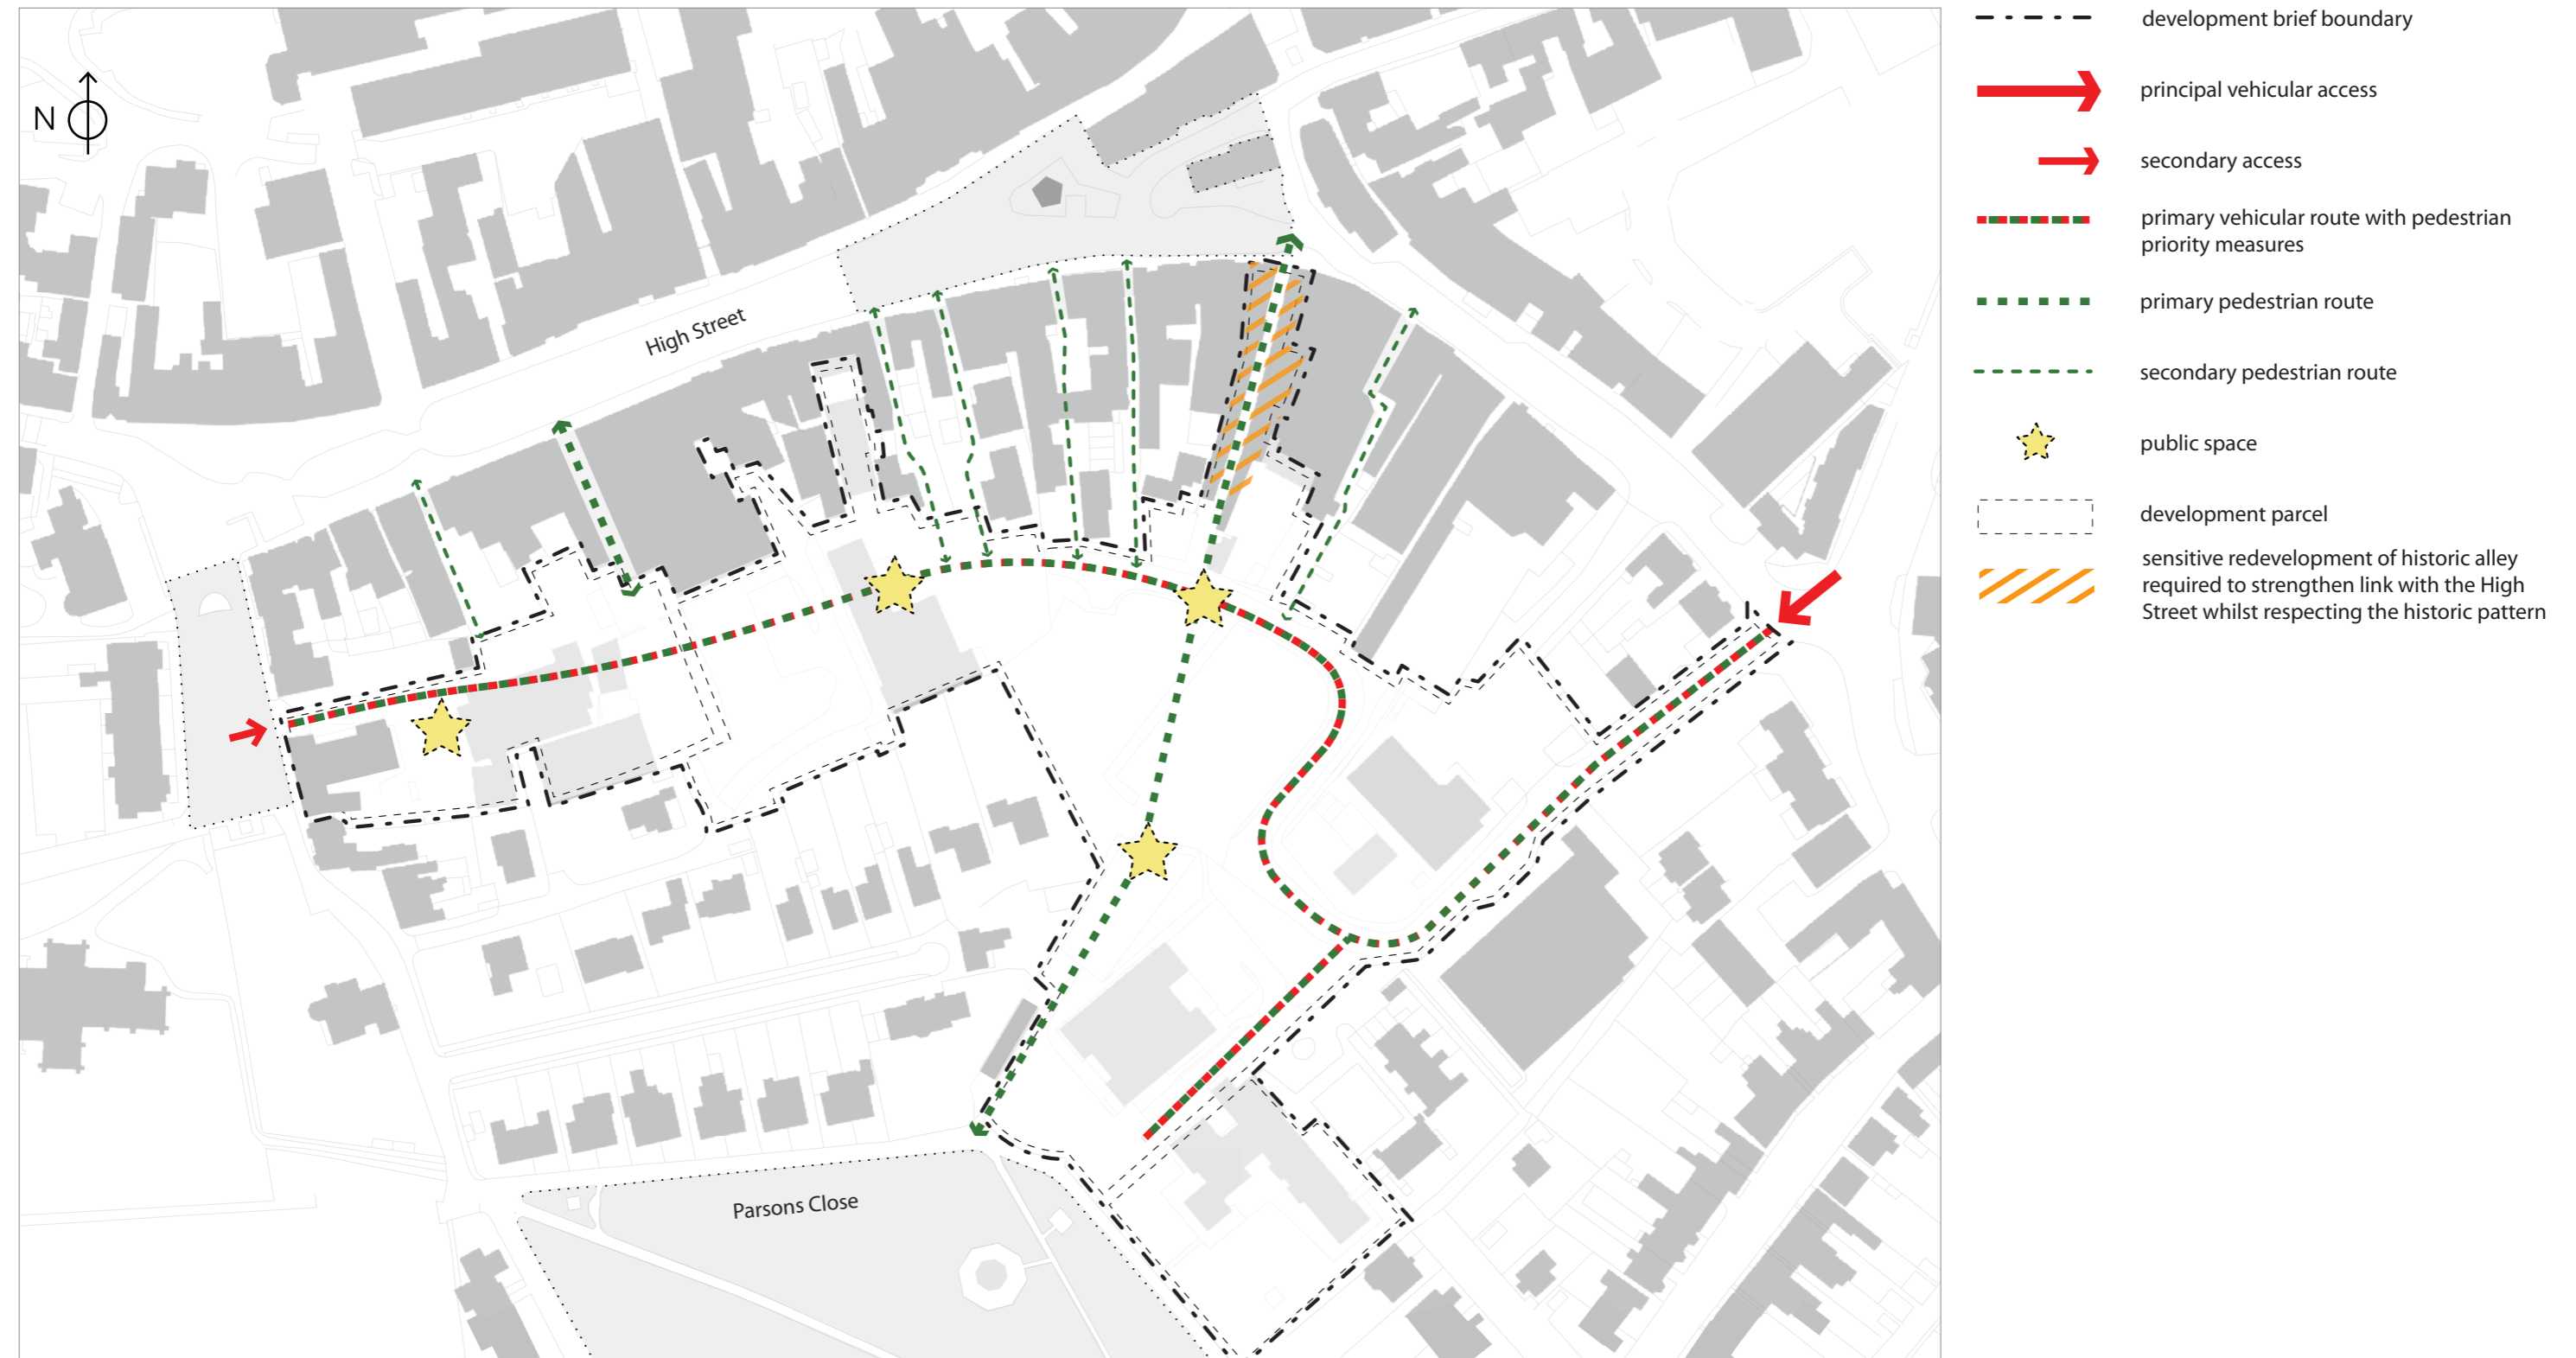 N
High Street
Parsons Close
development brief boundary
principal vehicular access
secondary access
primary vehicular route with pedestrian
priority measures
primary pedestrian route
secondary pedestrian route
public space
development parcel
sensitive redevelopment of historic alley
required to strengthen link with the High
Street whilst respecting the historic pattern